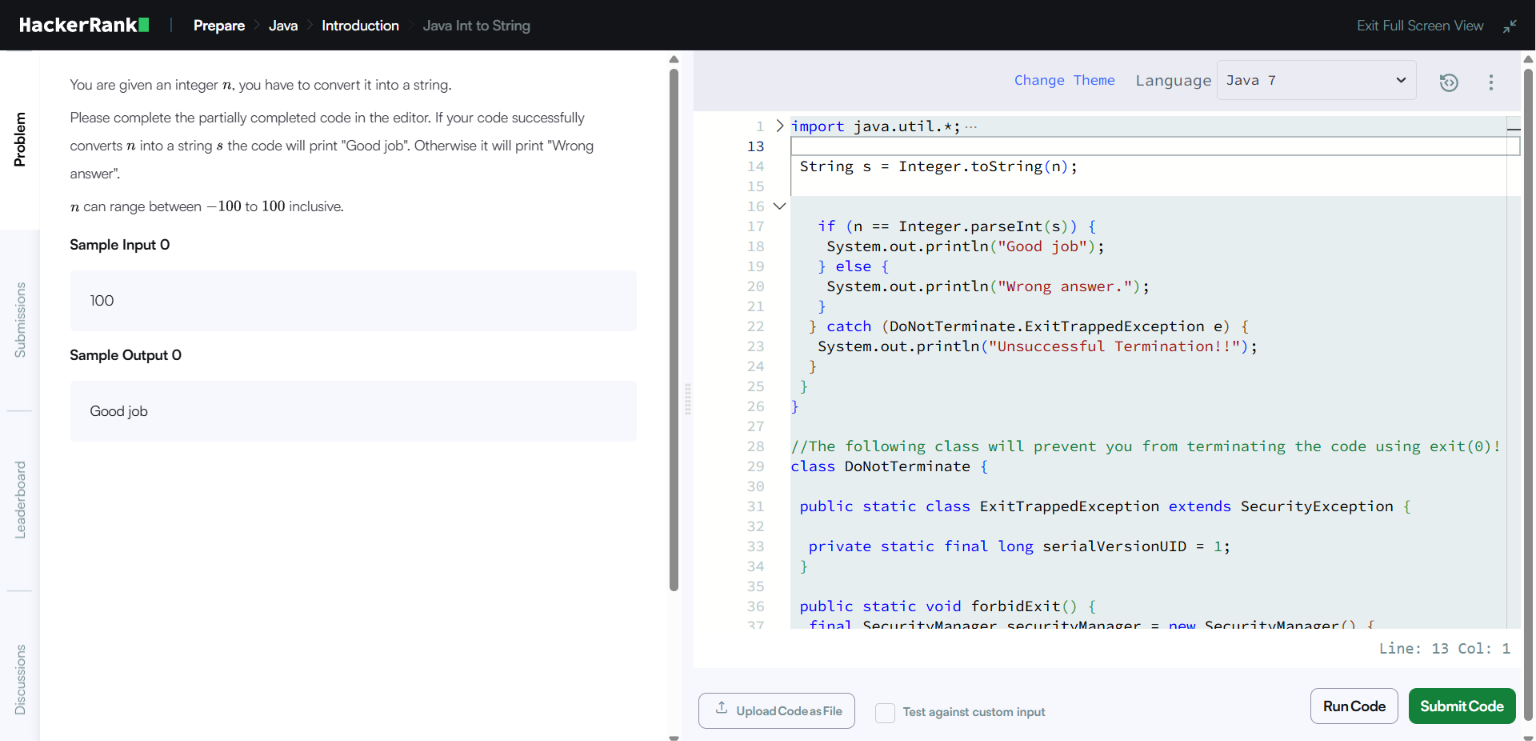 HackerRank | Prepare > Java > Introduction > Java Int to String Exit Full Screen View
Problem
Submissions
Leaderboard
Discussions
You are given an integer n, you have to convert it into a string.
Please complete the partially completed code in the editor. If your code successfully
converts n into a string s the code will print "Good job". Otherwise it will print "Wrong
answer".
n can range between −100 to 100 inclusive.
Sample Input 0
100
Sample Output 0
Good job
Change Theme Language Java 7
1 import java.util.*;···
13
14 String s = Integer.toString(n);
15
16
17 if (n == Integer.parseInt(s)) {
18 System.out.println("Good job");
19 } else {
20 System.out.println("Wrong answer.");
21 }
22 } catch (DoNotTerminate.ExitTrappedException e) {
23 System.out.println("Unsuccessful Termination!!");
24 }
25 }
26 }
27
28 //The following class will prevent you from terminating the code using exit(0)!
29 class DoNotTerminate {
30
31 public static class ExitTrappedException extends SecurityException {
32
33 private static final long serialVersionUID = 1;
34 }
35
36 public static void forbidExit() {
37 final SecurityManager securityManager = new SecurityManager() {
Line: 13 Col: 1
Upload Code as File
Test against custom input
Run Code
Submit Code